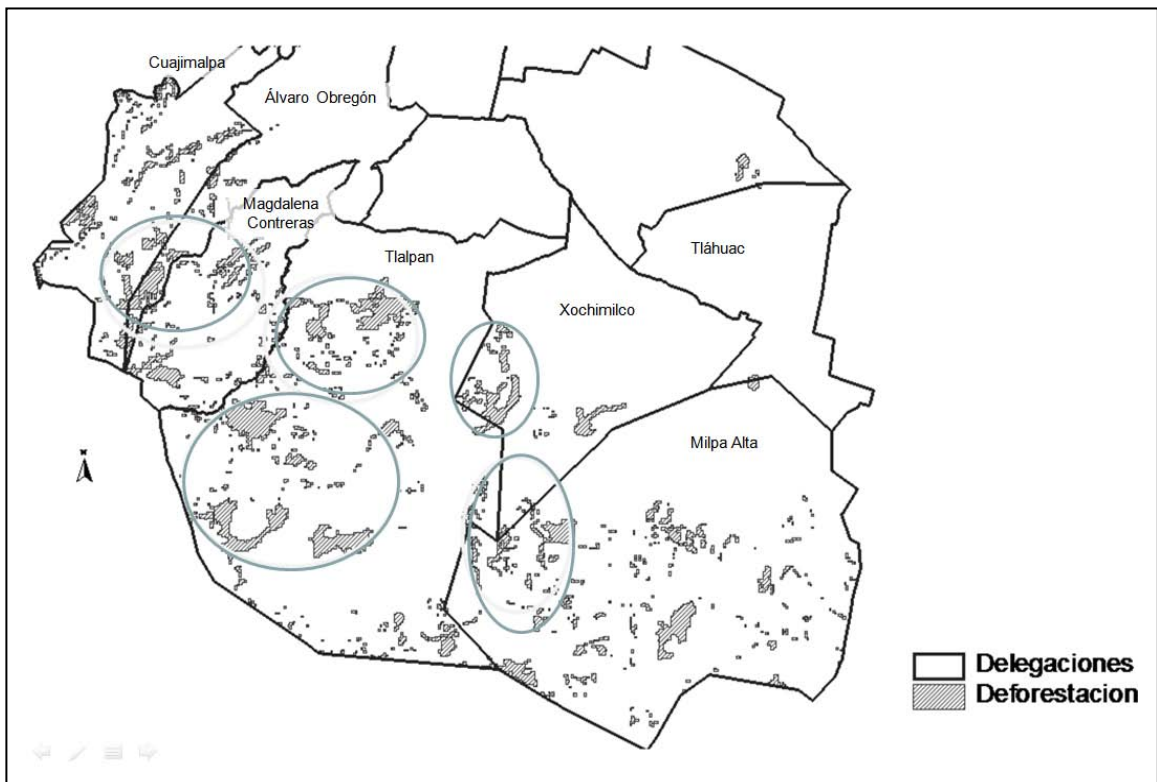 Cuajimalpa
Álvaro Obregón
Magdalena
Contreras
Tlalpan
Tláhuac
Xochimilco
Milpa Alta
Delegaciones
Deforestacion